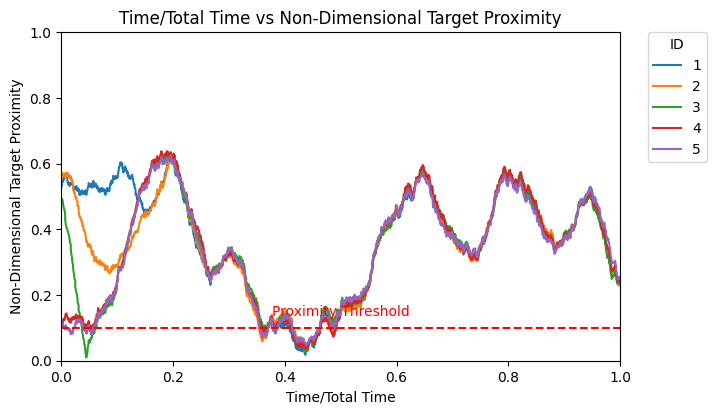 Time/Total Time vs Non-Dimensional Target Proximity
ID
1
2
3
4
5
Non-Dimensional Target Proximity
1.0
0.8
0.6
0.4
0.2
0.0
Proximity Threshold
0.0 0.2 0.4 0.6 0.8 1.0
Time/Total Time